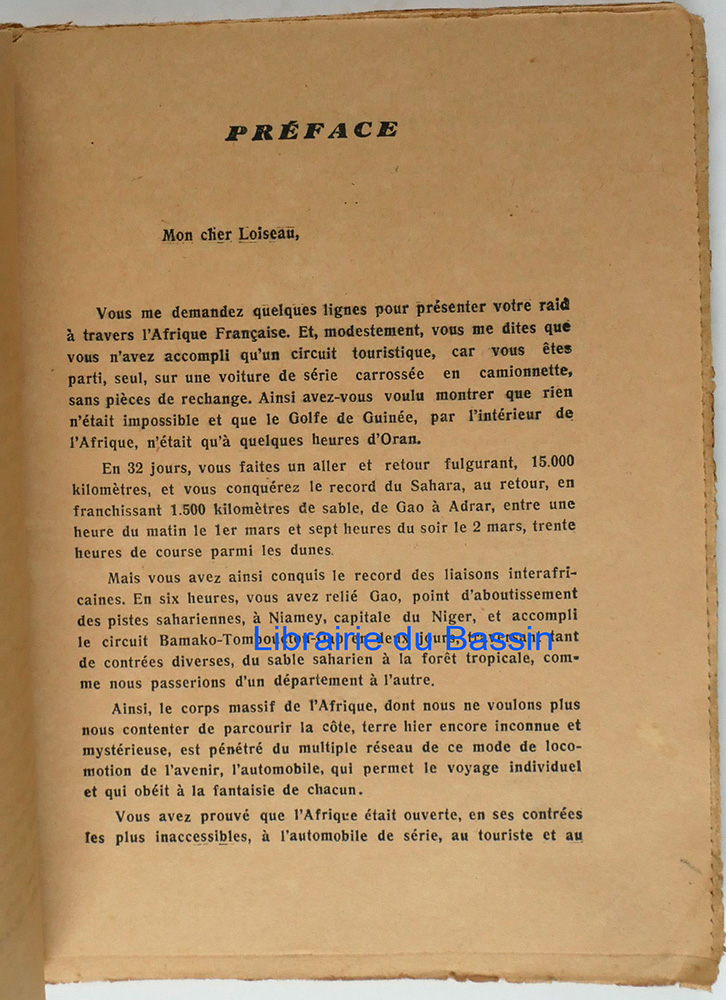 PRÉFACE
Mon cher Loiseau,
Vous me demandez quelques lignes pour présenter votre raid
à travers l'Afrique Française. Et, modestement, vous me dites que
vous n'avez accompli qu'un circuit touristique, car vous êtes
parti, seul, sur une voiture de série carrossée en camionnette,
sans pièces de rechange. Ainsi avez-vous voulu montrer que rien
n'était impossible et que le Golfe de Guinée, par l'intérieur de
l'Afrique, n'était qu'à quelques heures d'Oran.
En 32 jours, vous faites un aller et retour fulgurant, 15.000
kilomètres, et vous conquérez le record du Sahara, au retour, en
franchissant 1.500 kilomètres de sable, de Gao à Adrar, entre une
heure du matin le 1er mars et sept heures du soir le 2 mars, trente
heures de course parmi les dunes.
Mais vous avez ainsi conquis le record des liaisons interafri-
caines. En six heures, vous avez relié Gao, point d'aboutissement
des pistes sahariennes, à Niamey, capitale du Niger, et accompli
le circuit Bamako-Tombouctou-Gao en deux jours, traversant tant
Librairie du Bassin
de contrées diverses, du sable saharien à la forêt tropicale, com-
me nous passerions d'un département à l'autre.
Ainsi, le corps massif de l'Afrique, dont nous ne voulons plus
nous contenter de parcourir la côte, terre hier encore inconnue et
mystérieuse, est pénétré du multiple réseau de ce mode de loco-
motion de l'avenir, l'automobile, qui permet le voyage individuel
et qui obéit à la fantaisie de chacun.
Vous avez prouvé que l'Afrique était ouverte, en ses contrées
les plus inaccessibles, à l'automobile de série, au touriste et au